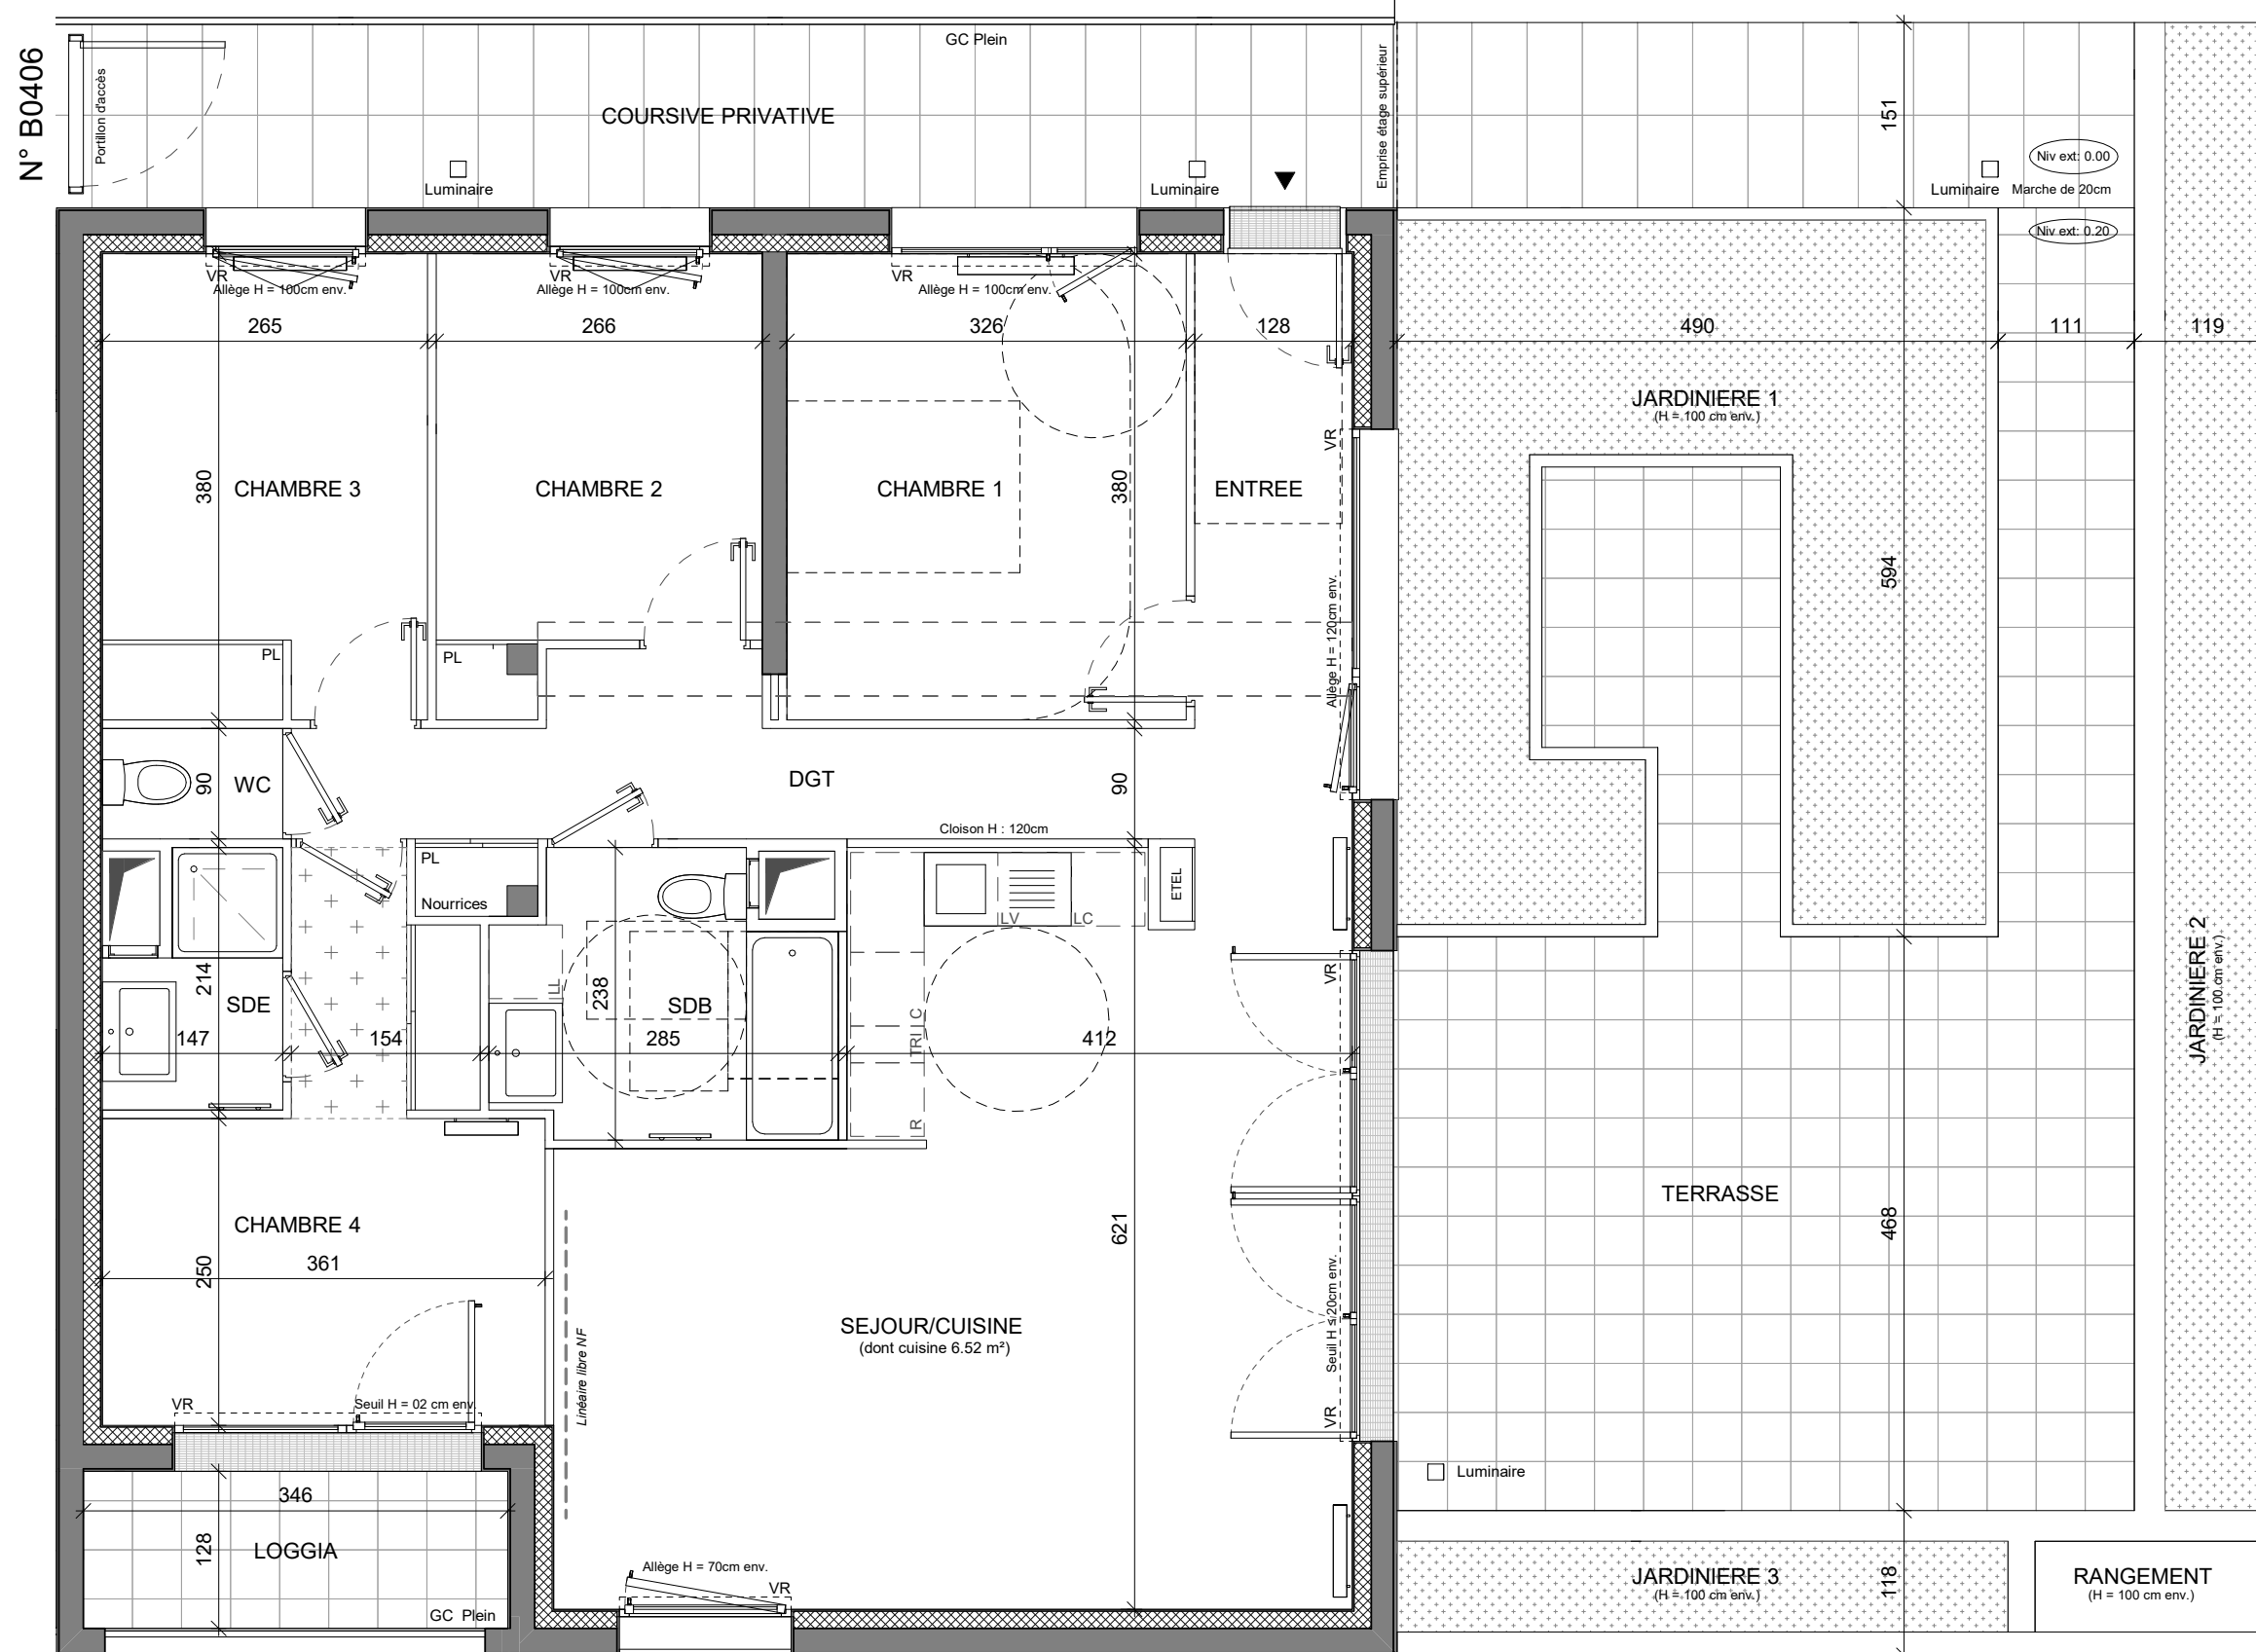 N° B0406
Portillon d'accès
GC Plein
COURSIVE PRIVATIVE
Emprise étage supérieur
151
Niv ext: 0.00
Luminaire
Luminaire
Luminaire
Marche de 20cm
Niv ext: 0.20
VR
Allège H = 100cm env.
VR
Allège H = 100cm env.
VR
Allège H = 100cm env.
265
266
326
128
490
111
119
JARDINIERE 1
(H = 100 cm env.)
VR
380
CHAMBRE 3
CHAMBRE 2
CHAMBRE 1
380
ENTREE
594
Allège H = 120cm env.
PL
PL
90
WC
DGT
90
Cloison H : 120cm
PL
Nourrices
ETEL
LV
LC
JARDINIERE 2
(H = 100 cm env.)
214
SDE
LL
238
SDB
VR
147
154
285
TRI
C
412
R
TERRASSE
CHAMBRE 4
361
250
621
468
SEJOUR/CUISINE
(dont cuisine 6.52 m²)
Seuil H ≤ 20cm env.
Linéaire libre NF
VR
Seuil H = 02 cm env.
VR
Luminaire
346
128
LOGGIA
Allège H = 70cm env.
VR
GC Plein
JARDINIERE 3
(H = 100 cm env.)
118
RANGEMENT
(H = 100 cm env.)